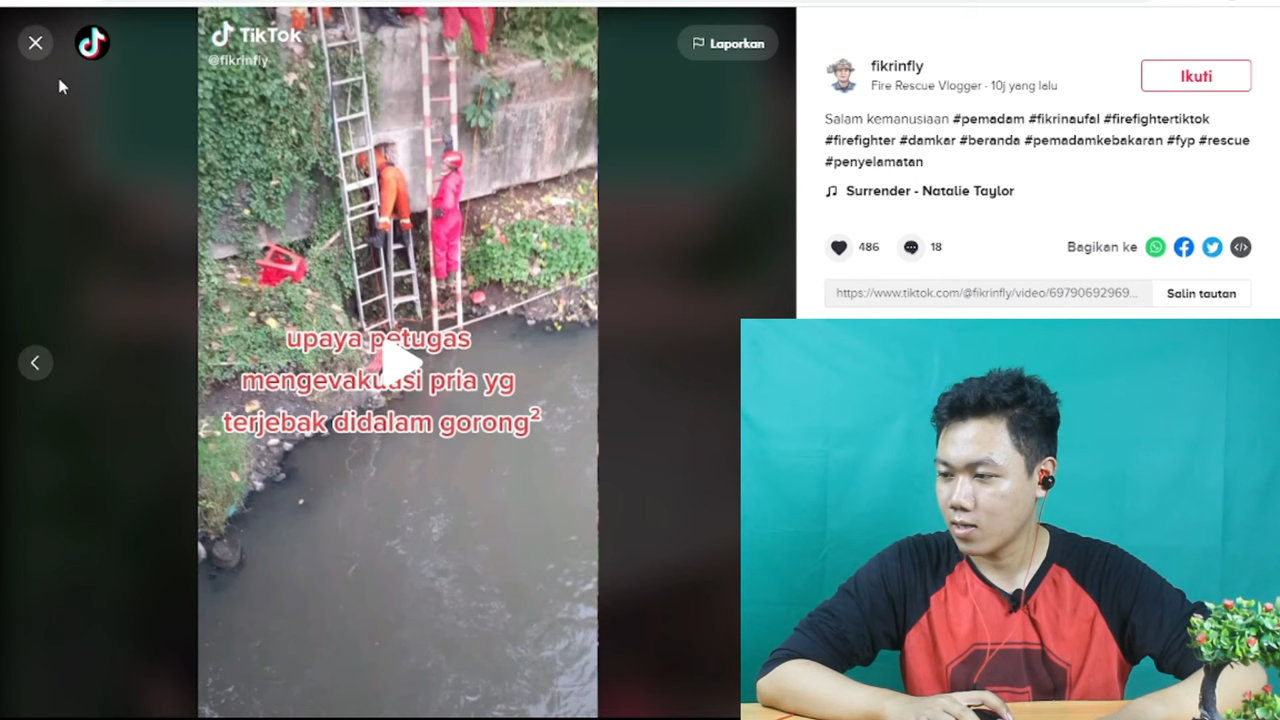 TikTok
@fikrinfly
Laporkan
upaya petugas
mengevakuasi pria yg
terjebak didalam gorong²
fikrinfly
Fire Rescue Vlogger · 10j yang lalu
Ikuti
Salam kemanusiaan #pemadam #fikrinaufal #firefightertiktok
#firefighter #damkar #beranda #pemadamkebakaran #fyp #rescue
#penyelamatan
Surrender - Natalie Taylor
486
18
Bagikan ke
https://www.tiktok.com/@fikrinfly/video/69790692969...
Salin tautan